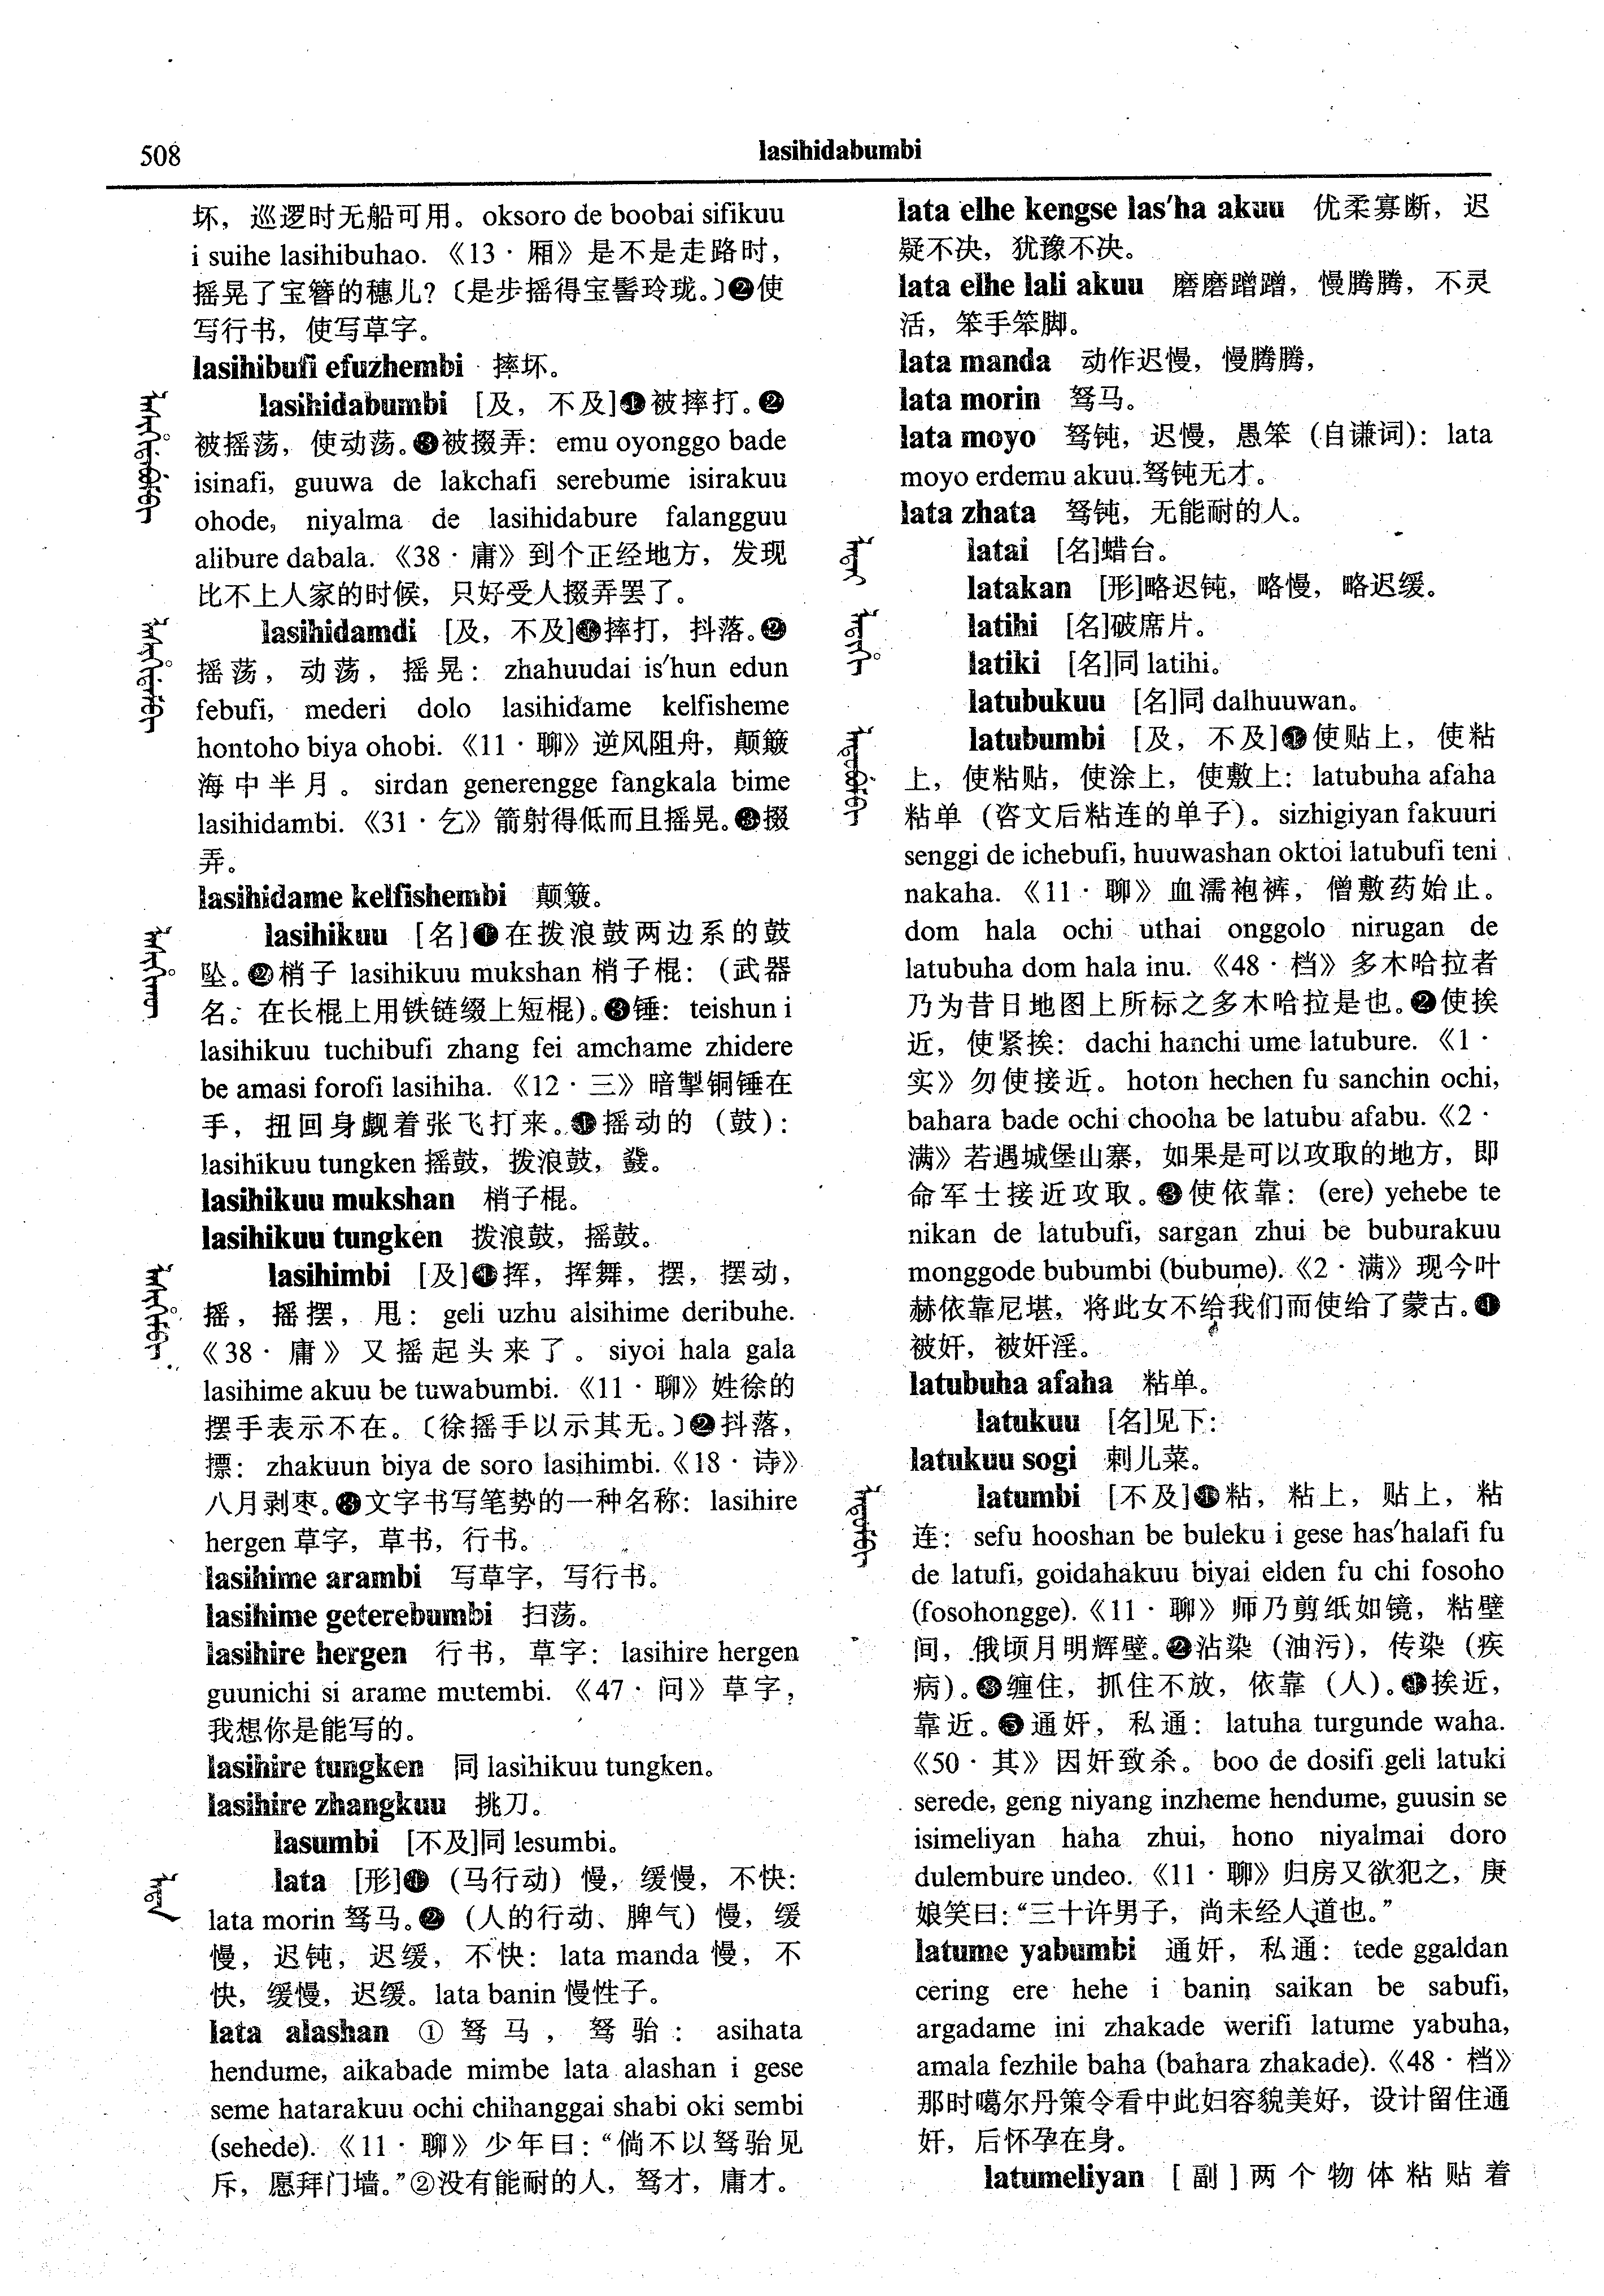 508
lasihidabumbi
坏，巡逻时无船可用。oksoro de boobai sifikuu
i suihe lasihibuhao.《13·厢》是不是走路时，
摇晃了宝簪的穗儿?〔是步摇得宝髻玲珑。〕❷使
写行书，使写草字。
lasihibufi efuzhembi 摔坏。
lasihidabumbi [及，不及]❶被摔打。❷
被摇荡，使动荡。❸被掇弄：emu oyonggo bade
isinafi, guuwa de lakchafi serebume isirakuu
ohode, niyalma de lasihidabure falangguu
alibure dabala.《38·庸》到个正经地方，发现
比不上人家的时候，只好受人掇弄罢了。
lasihidamdi [及，不及]❶摔打，抖落。❷
摇荡，动荡，摇晃：zhahuudai is'hun edun
febufi, mederi dolo lasihidame kelfisheme
hontoho biya ohobi.《11·聊》逆风阻舟，颠簸
海中半月。sirdan generengge fangkala bime
lasihidambi.《31·乞》箭射得低而且摇晃。❸掇
弄。
lasihidame kelfishembi 颠簸。
lasihikuu [名]❶在拨浪鼓两边系的鼓
坠。❷梢子 lasihikuu mukshan 梢子棍：(武器
名。在长棍上用铁链缀上短棍)。❸锤：teishun i
lasihikuu tuchibufi zhang fei amchame zhidere
be amasi forofi lasihiha.《12·三》暗掣铜锤在
手，扭回身觑着张飞打来。❹摇动的（鼓）：
lasihikuu tungken 摇鼓，拨浪鼓，鼗。
lasihikuu mukshan 梢子棍。
lasihikuu tungken 拨浪鼓，摇鼓。
lasihimbi [及]❶挥，挥舞，摆，摆动，
摇，摇摆，甩：geli uzhu alsihime deribuhe.
《38·庸》又摇起头来了。siyoi hala gala
lasihime akuu be tuwabumbi.《11·聊》姓徐的
摆手表示不在。〔徐摇手以示其无。〕❷抖落，
摽：zhakuun biya de soro lasihimbi.《18·诗》
八月剥枣。❸文字书写笔势的一种名称：lasihire
hergen 草字，草书，行书。
lasihime arambi 写草字，写行书。
lasihime geterebumbi 扫荡。
lasihire hergen 行书，草字：lasihire hergen
guunichi si arame mutembi.《47·问》草字，
我想你是能写的。
lasihire tungken 同 lasihikuu tungken。
lasihire zhangkuu 挑刀。
lasumbi [不及]同 lesumbi。
lata [形]❶（马行动）慢，缓慢，不快：
lata morin 驽马。❷（人的行动、脾气）慢，缓
慢，迟钝，迟缓，不快：lata manda 慢，不
快，缓慢，迟缓。lata banin 慢性子。
lata alashan ①驽马，驽骀：asihata
hendume, aikabade mimbe lata alashan i gese
seme hatarakuu ochi chihanggai shabi oki sembi
(sehede).《11·聊》少年曰：“倘不以驽骀见
斥，愿拜门墙。”②没有能耐的人，驽才，庸才。
lata elhe kengse las'ha akuu 优柔寡断，迟
疑不决，犹豫不决。
lata elhe lali akuu 磨磨蹭蹭，慢腾腾，不灵
活，笨手笨脚。
lata manda 动作迟慢，慢腾腾，
lata morin 驽马。
lata moyo 驽钝，迟慢，愚笨（自谦词）：lata
moyo erdemu akuu.驽钝无才。
lata zhata 驽钝，无能耐的人。
latai [名]蜡台。
latakan [形]略迟钝，略慢，略迟缓。
latihi [名]破席片。
latiki [名]同 latihi。
latubukuu [名]同 dalhuuwan。
latubumbi [及，不及]❶使贴上，使粘
上，使粘贴，使涂上，使敷上：latubuha afaha
粘单（咨文后粘连的单子）。sizhigiyan fakuuri
senggi de ichebufi, huuwashan oktoi latubufi teni
nakaha.《11·聊》血濡袍裤，僧敷药始止。
dom hala ochi uthai onggolo nirugan de
latubuha dom hala inu.《48·档》多木哈拉者
乃为昔日地图上所标之多木哈拉是也。❷使挨
近，使紧挨：dachi hanchi ume latubure.《1·
实》勿使接近。hoton hechen fu sanchin ochi,
bahara bade ochi chooha be latubu afabu.《2·
满》若遇城堡山寨，如果是可以攻取的地方，即
命军士接近攻取。❸使依靠：(ere) yehebe te
nikan de latubufi, sargan zhui be buburakuu
monggode bubumbi (bubume).《2·满》现今叶
赫依靠尼堪，将此女不给我们而使给了蒙古。❹
被奸，被奸淫。
latubuha afaha 粘单。
latukuu [名]见下：
latukuu sogi 剌儿菜。
latumbi [不及]❶粘，粘上，贴上，粘
连：sefu hooshan be buleku i gese has'halafi fu
de latufi, goidahakuu biyai elden fu chi fosoho
(fosohongge).《11·聊》师乃剪纸如镜，粘壁
间，俄顷月明辉壁。❷沾染（油污），传染（疾
病）。❸缠住，抓住不放，依靠（人）。❹挨近，
靠近。❺通奸，私通：latuha turgunde waha.
《50·其》因奸致杀。boo de dosifi geli latuki
serede, geng niyang inzheme hendume, guusin se
isimeliyan haha zhui, hono niyalmai doro
dulembure undeo.《11·聊》归房又欲犯之，庚
娘笑曰：“三十许男子，尚未经人道也。”
latume yabumbi 通奸，私通：tede ggaldan
cering ere hehe i banin saikan be sabufi,
argadame ini zhakade werifi latume yabuha,
amala fezhile baha (bahara zhakade).《48·档》
那时噶尔丹策令看中此妇容貌美好，设计留住通
奸，后怀孕在身。
latumeliyan [副]两个物体粘贴着